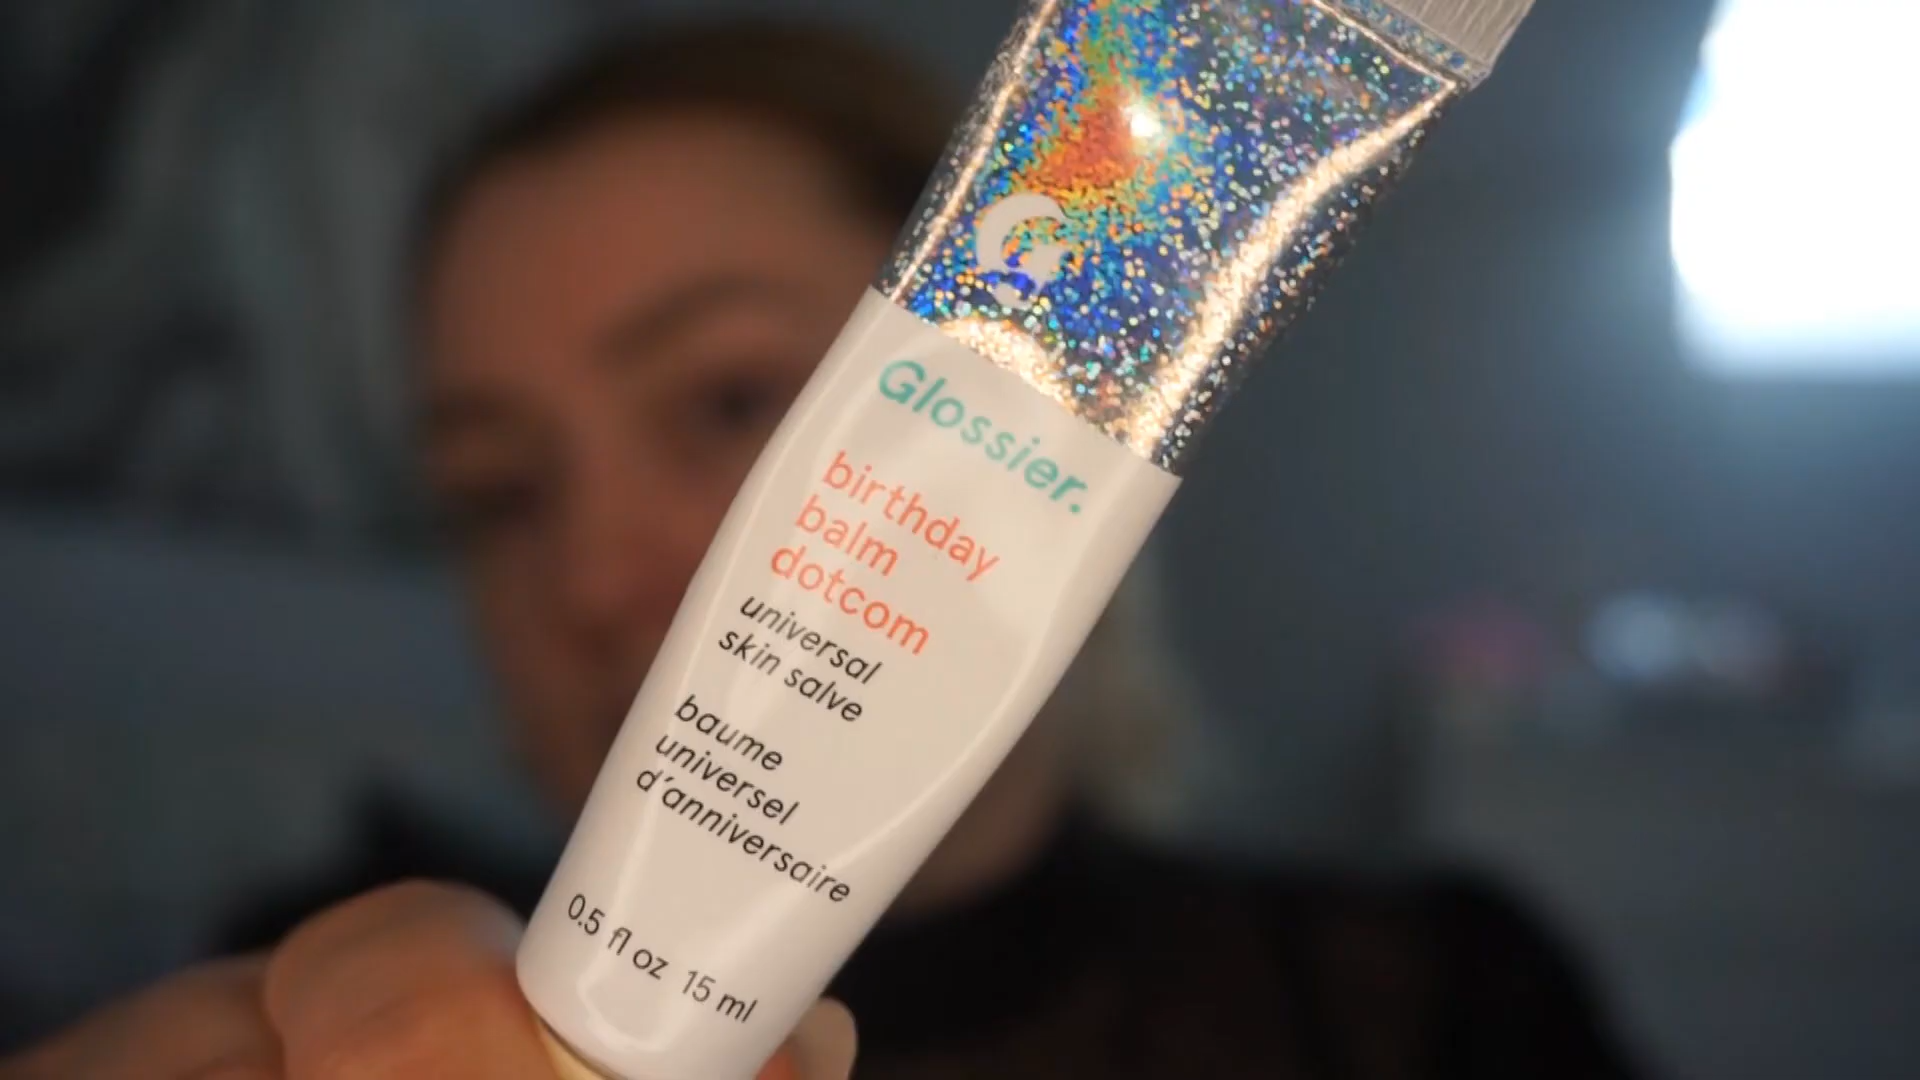 Glossier.
birthday
balm
dotcom
universal
skin salve
baume
universel
d'anniversaire
0.5 fl oz 15 ml